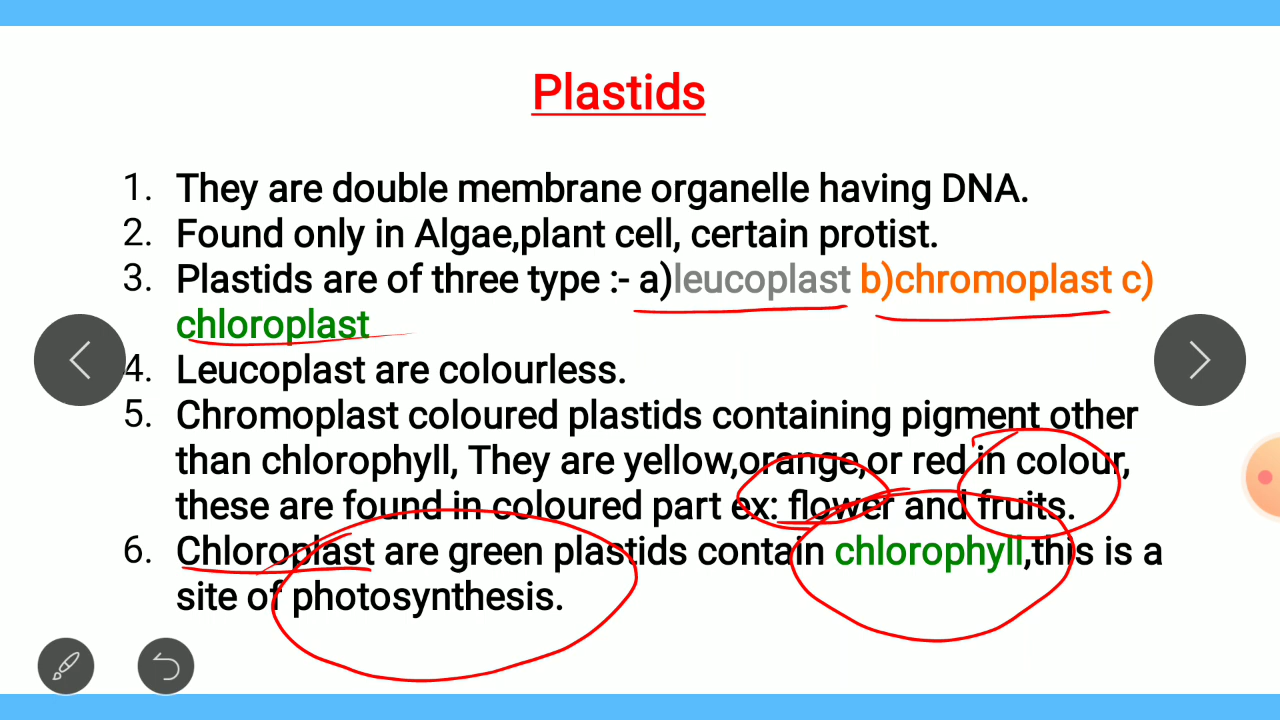 Plastids
1. They are double membrane organelle having DNA.
2. Found only in Algae,plant cell, certain protist.
3. Plastids are of three type :- a)leucoplast b)chromoplast c)
chloroplast
4. Leucoplast are colourless.
5. Chromoplast coloured plastids containing pigment other
than chlorophyll, They are yellow,orange,or red in colour,
these are found in coloured part ex: flower and fruits.
6. Chloroplast are green plastids contain chlorophyll,this is a
site of photosynthesis.